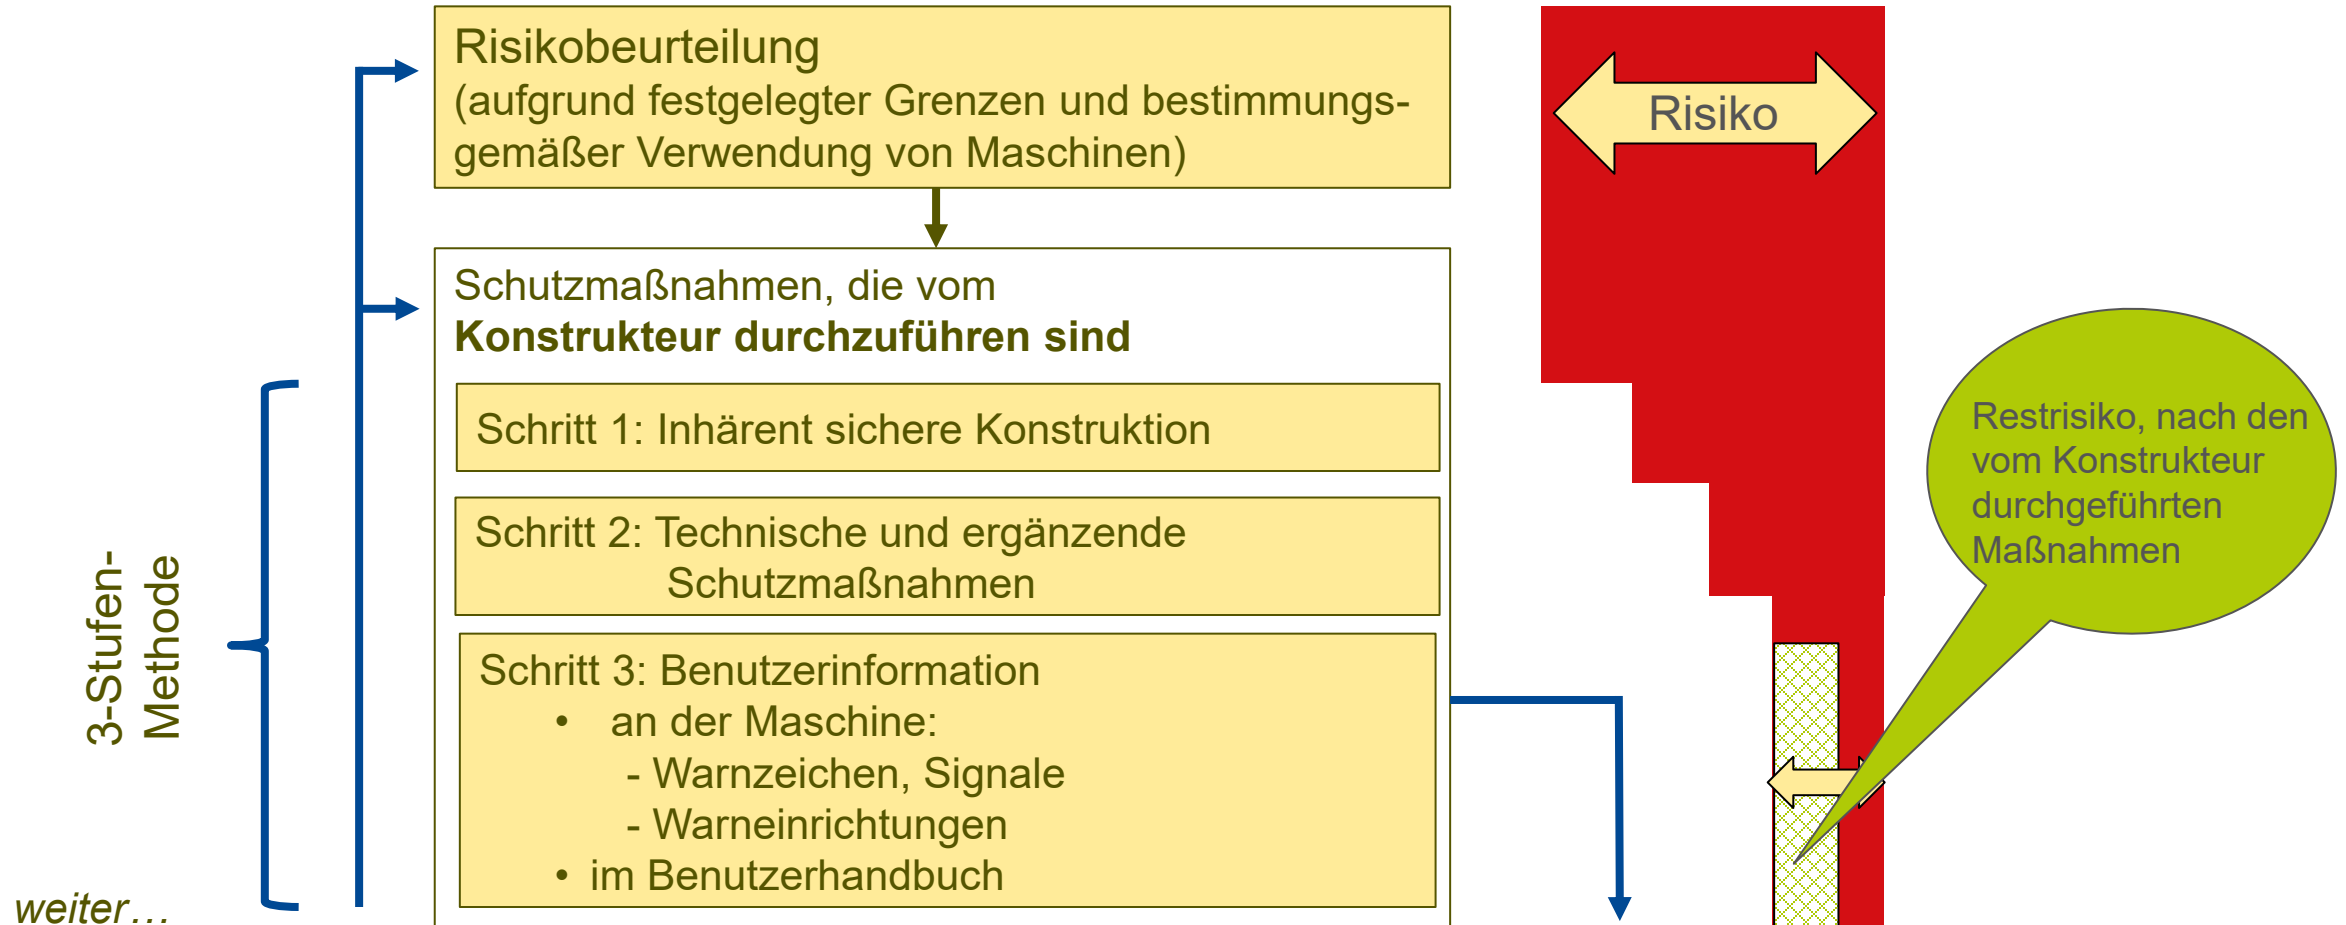 Risikobeurteilung
(aufgrund festgelegter Grenzen und bestimmungs-
gemäßer Verwendung von Maschinen)
Risiko
Schutzmaßnahmen, die vom
Konstrukteur durchzuführen sind
Schritt 1: Inhärent sichere Konstruktion
Schritt 2: Technische und ergänzende
Schutzmaßnahmen
Schritt 3: Benutzerinformation
• an der Maschine:
- Warnzeichen, Signale
- Warneinrichtungen
• im Benutzerhandbuch
3-Stufen-
Methode
weiter…
Restrisiko, nach den
vom Konstrukteur
durchgeführten
Maßnahmen